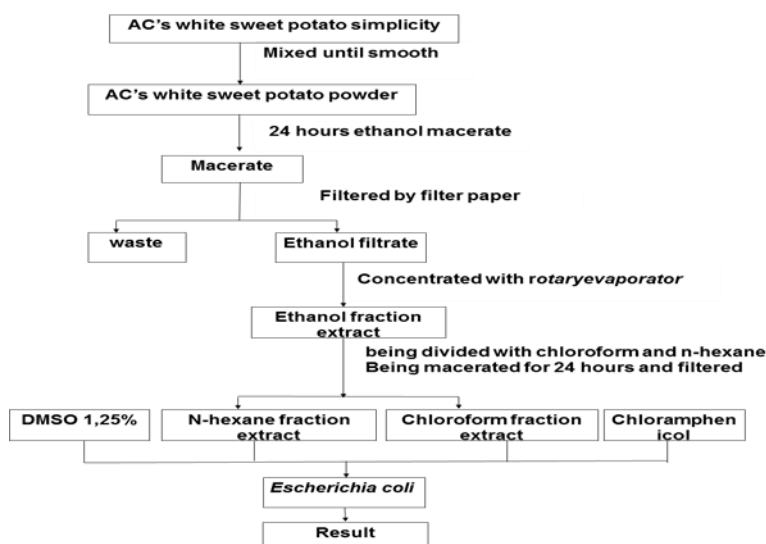 AC's white sweet potato simplicity
Mixed until smooth
AC's white sweet potato powder
24 hours ethanol macerate
Macerate
Filtered by filter paper
waste
Ethanol filtrate
Concentrated with rotaryevaporator
Ethanol fraction
extract
being divided with chloroform and n-hexane
Being macerated for 24 hours and filtered
DMSO 1,25%
N-hexane fraction
extract
Chloroform fraction
extract
Chloramphen
icol
Escherichia coli
Result